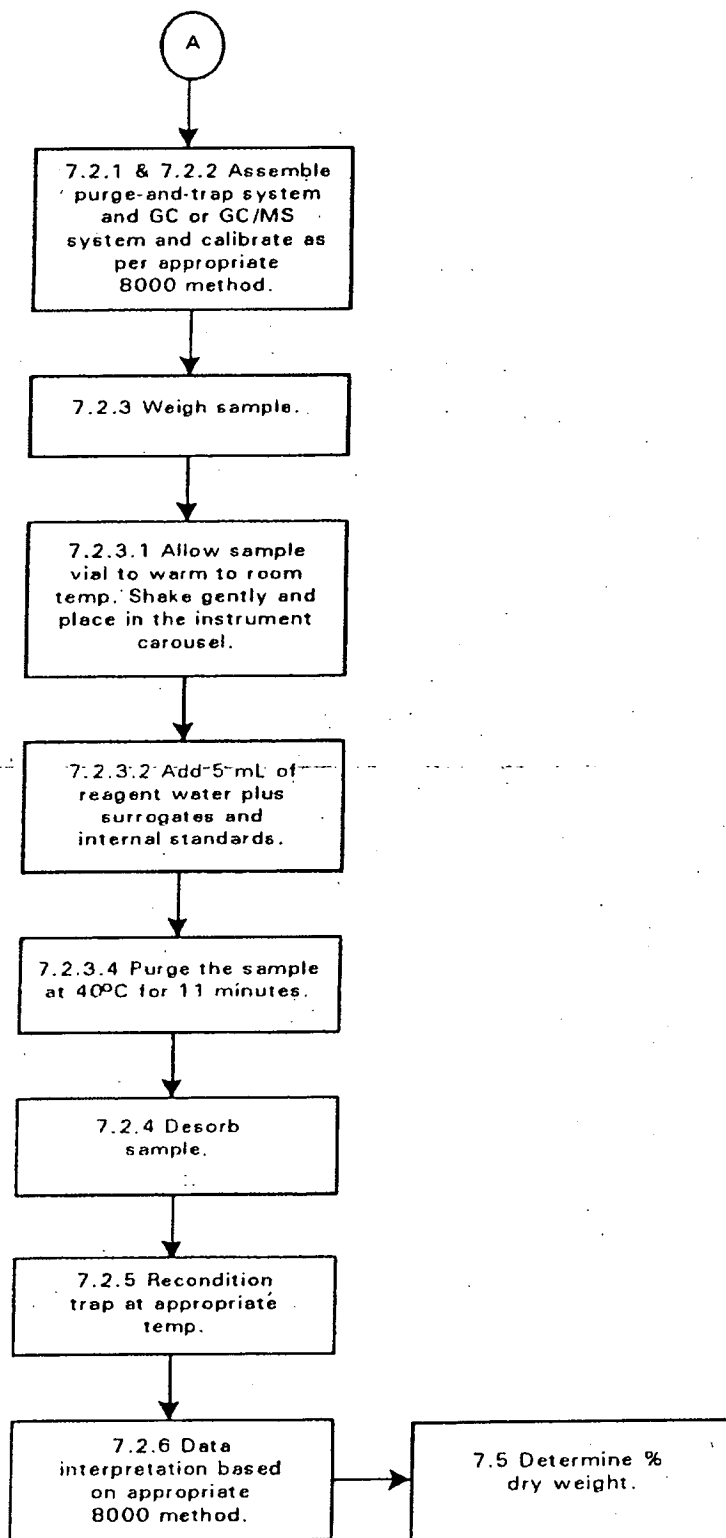 A
7.2.1 & 7.2.2 Assemble
purge-and-trap system
and GC or GC/MS
system and calibrate as
per appropriate
8000 method.
7.2.3 Weigh sample.
7.2.3.1 Allow sample
vial to warm to room
temp. Shake gently and
place in the instrument
carousel.
7.2.3.2 Add 5 mL of
reagent water plus
surrogates and
internal standards.
7.2.3.4 Purge the sample
at 40ºC for 11 minutes.
7.2.4 Desorb
sample.
7.2.5 Recondition
trap at appropriate
temp.
7.2.6 Data
interpretation based
on appropriate
8000 method.
7.5 Determine %
dry weight.